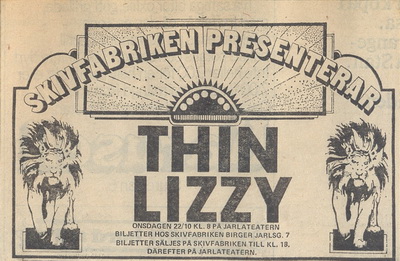 SKIVFABRIKEN PRESENTERAR
THIN
LIZZY
ONSDAGEN 22/10 KL. 8 PÅ JARLATEATERN
BILJETTER HOS SKIVFABRIKEN BIRGER JARLSG. 7
BILJETTER SÄLJES PÅ SKIVFABRIKEN TILL KL. 18.
DÄREFTER PÅ JARLATEATERN.